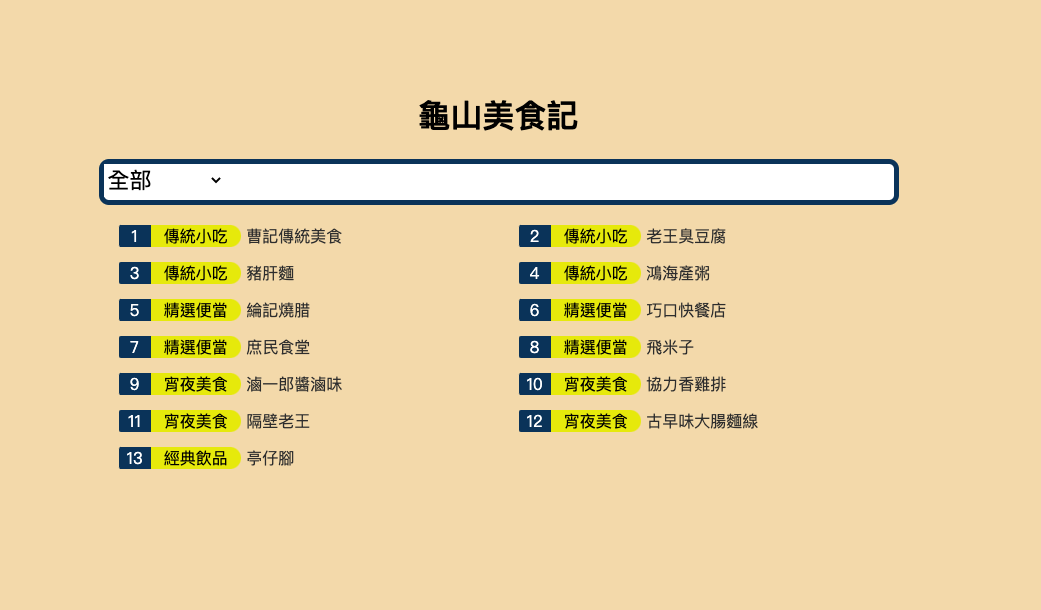 龜山美食記
全部
1 傳統小吃 曹記傳統美食
2 傳統小吃 老王臭豆腐
3 傳統小吃 豬肝麵
4 傳統小吃 鴻海產粥
5 精選便當 綸記燒腊
6 精選便當 巧口快餐店
7 精選便當 庶民食堂
8 精選便當 飛米子
9 宵夜美食 滷一郎醬滷味
10 宵夜美食 協力香雞排
11 宵夜美食 隔壁老王
12 宵夜美食 古早味大腸麵線
13 經典飲品 亭仔腳